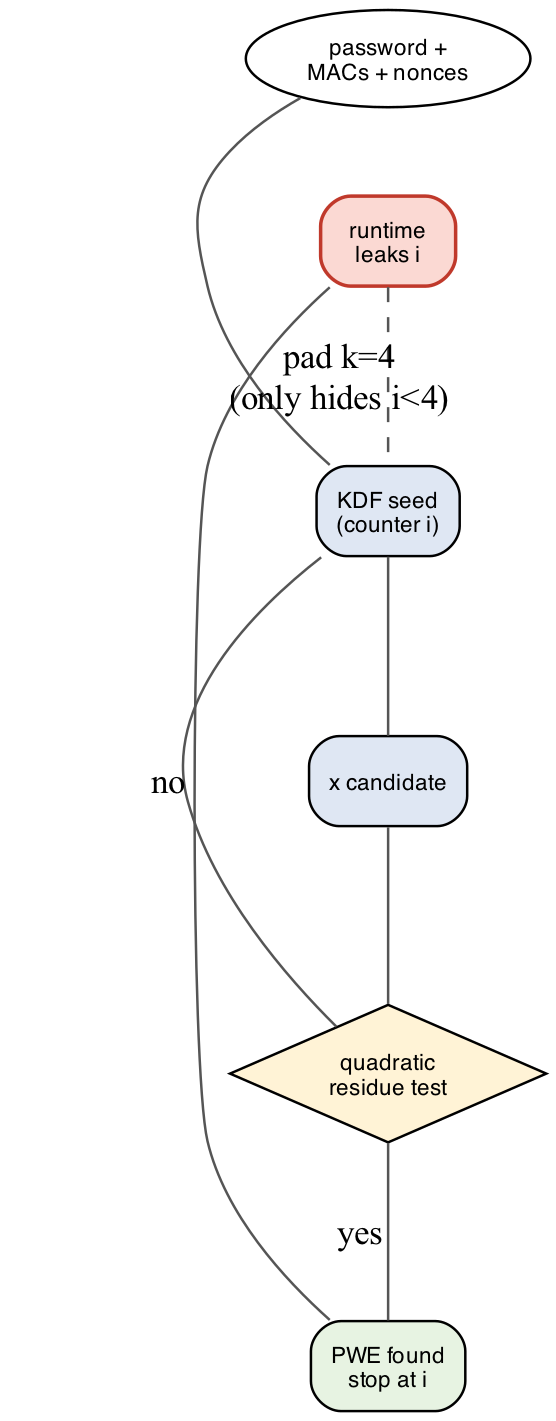 password +
MACs + nonces
runtime
leaks i
pad k=4
(only hides i<4)
KDF seed
(counter i)
no
x candidate
quadratic
residue test
yes
PWE found
stop at i